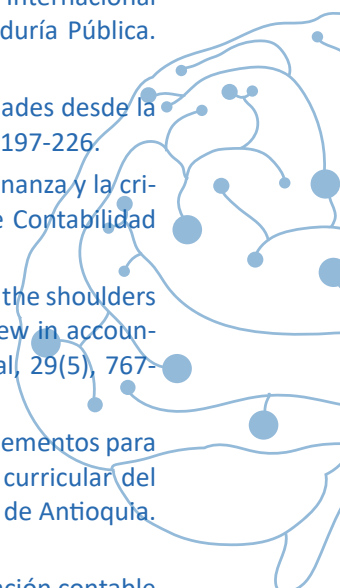 duría Pública.
ades desde la
197-226.
nanza y la cri-
e Contabilidad
the shoulders
ew in accoun-
al, 29(5), 767-
ementos para
curricular del
de Antioquia.